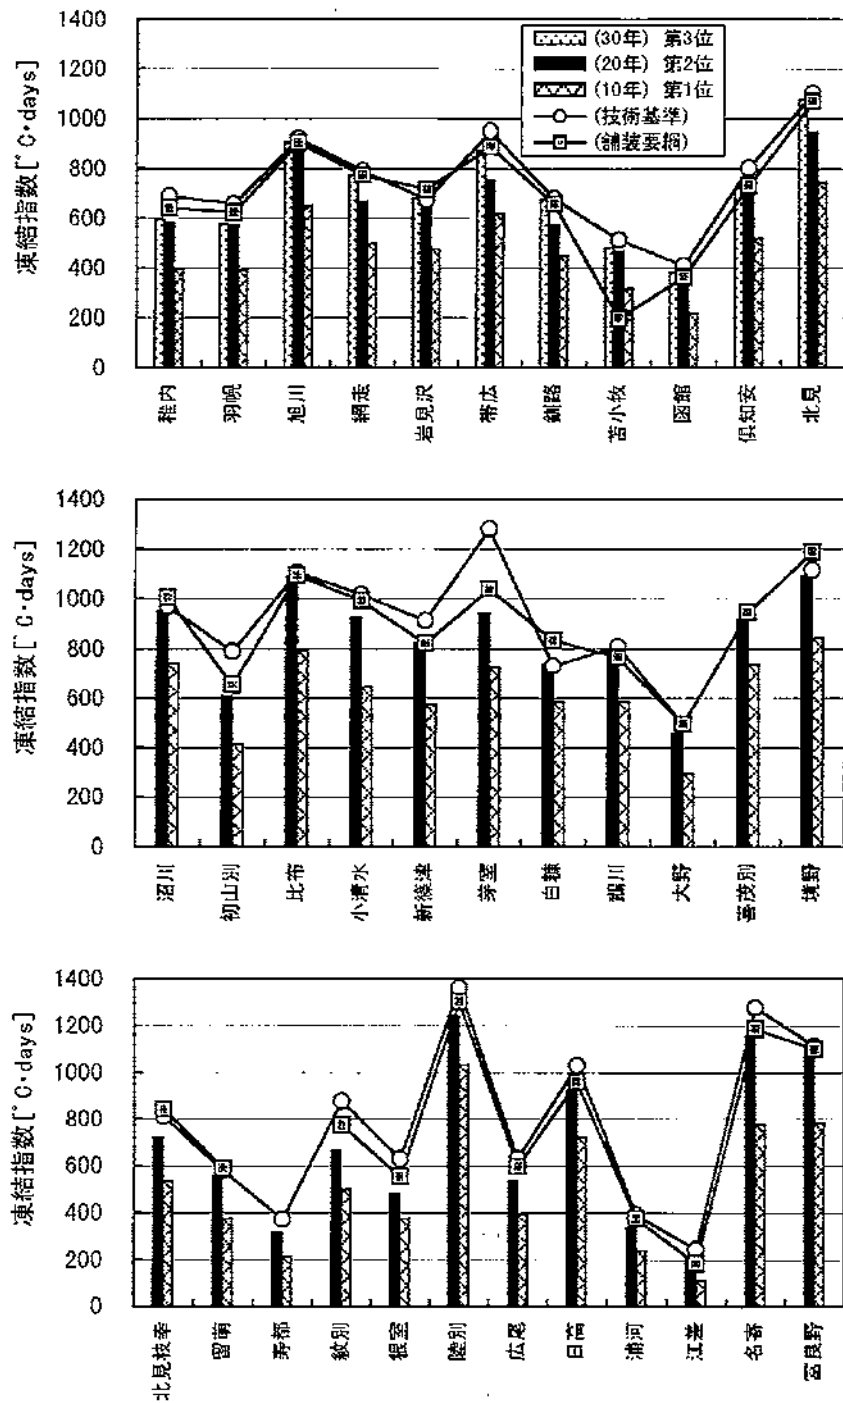 凍結指数[℃・days]
1400
1200
1000
800
600
400
200
0
(30年) 第3位
(20年) 第2位
(10年) 第1位
(技術基準)
(舗装要綱)
稚内
羽幌
旭川
網走
岩見沢
帯広
釧路
苫小牧
函館
倶知安
北見
凍結指数[℃・days]
1400
1200
1000
800
600
400
200
0
沼川
初山別
比布
小清水
新篠津
芽室
白糠
鵡川
大野
喜茂別
境野
凍結指数[℃・days]
1400
1200
1000
800
600
400
200
0
北見枝幸
留萌
寿都
紋別
根室
陸別
広尾
日高
浦河
江差
名寄
富良野